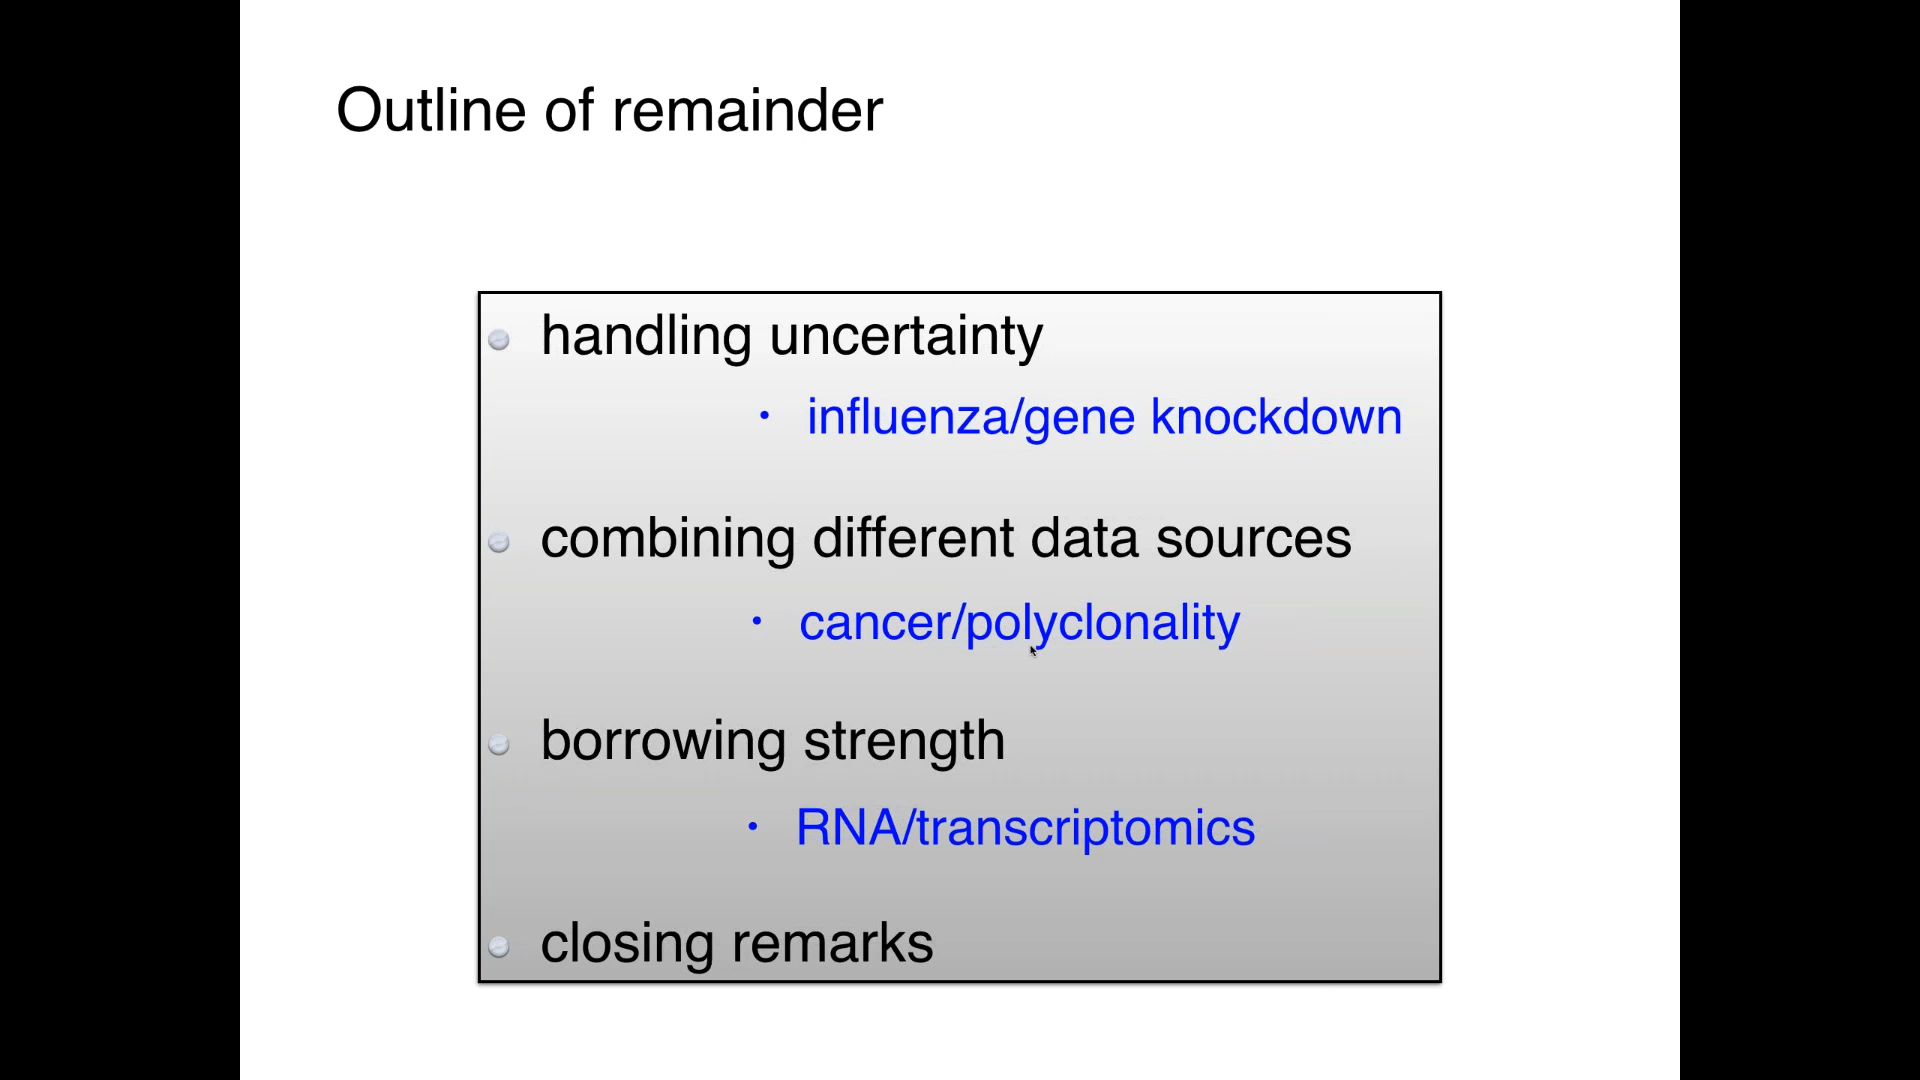 Outline of remainder
handling uncertainty
influenza/gene knockdown
combining different data sources
cancer/polyclonality
borrowing strength
RNA/transcriptomics
closing remarks